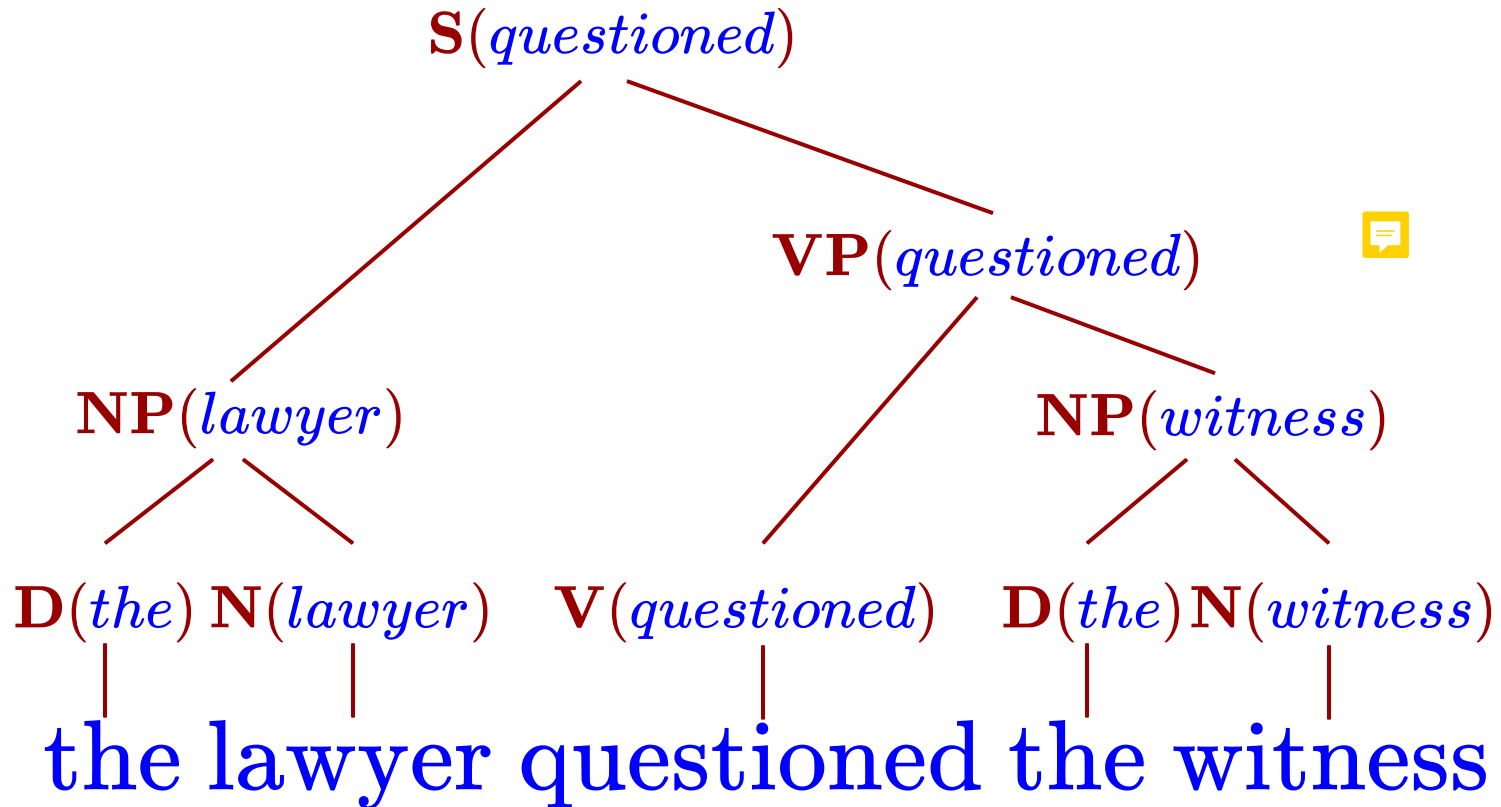 S(questioned)
VP(questioned)
NP(lawyer)
NP(witness)
D(the) N(lawyer) V(questioned) D(the) N(witness)
the lawyer questioned the witness